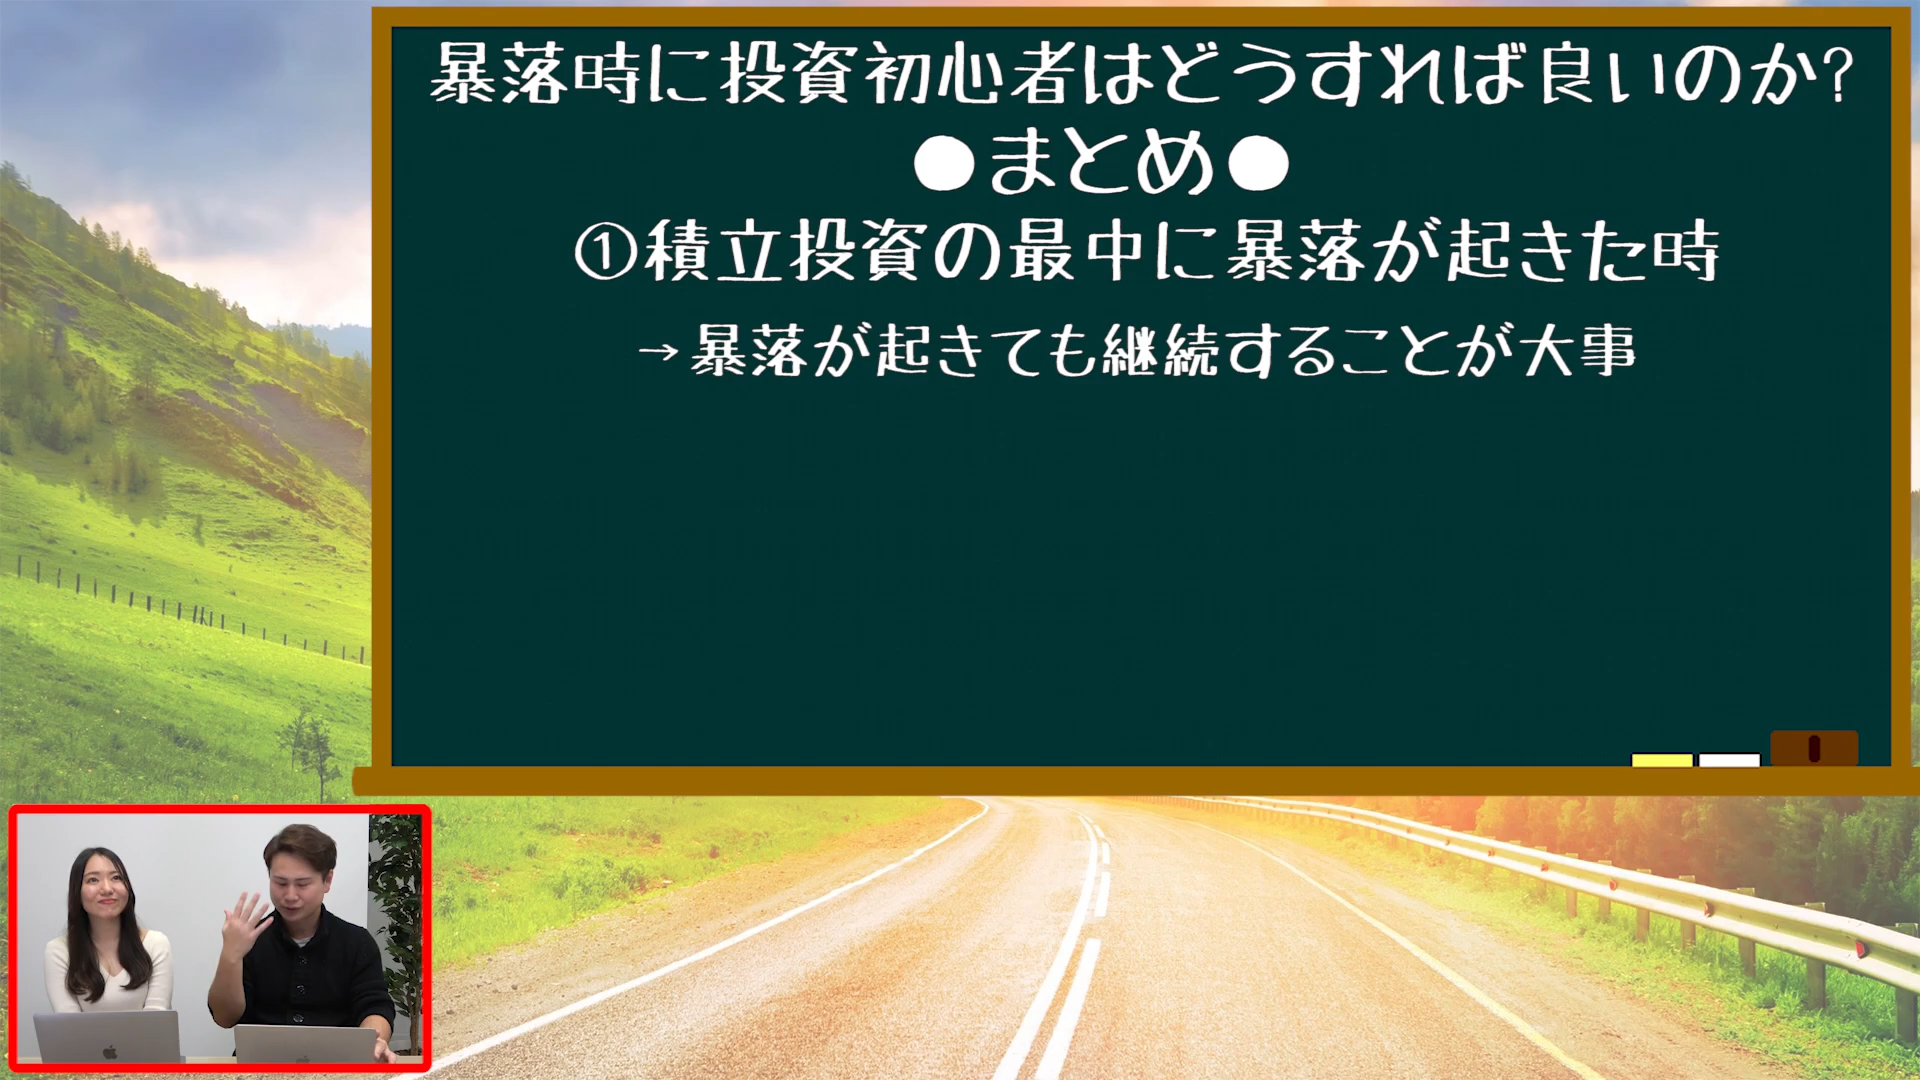 暴落時に投資初心者はどうすれば良いのか?
●まとめ●
①積立投資の最中に暴落が起きた時
→暴落が起きても継続することが大事